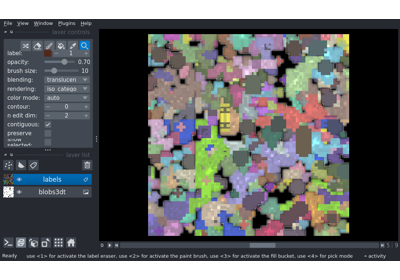 File View Plugins Window Help
layer controls
label: 1
opacity: 0.70
brush size: 10
blending: translucen
rendering: iso_catego
color mode: auto
contour: 0
n edit dim: 2
contiguous:
preserve
show
selected:
layer list
labels
blobs3dt
Ready use <1> for activate the label eraser, use <2> for activate the paint brush, use <3> for activate the fill bucket, use <4> for pick mode activity